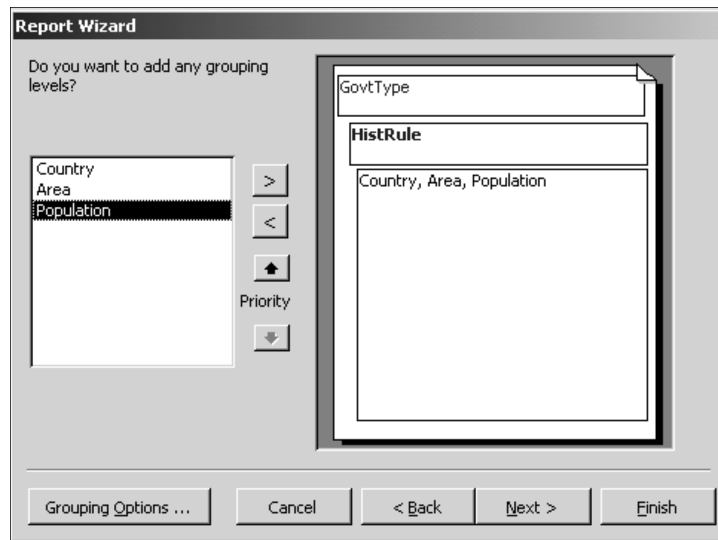 Report Wizard
Do you want to add any grouping
levels?
Country
Area
Population
>
<
Priority
GovtType
HistRule
Country, Area, Population
Grouping Options ...
Cancel
< Back
Next >
Finish